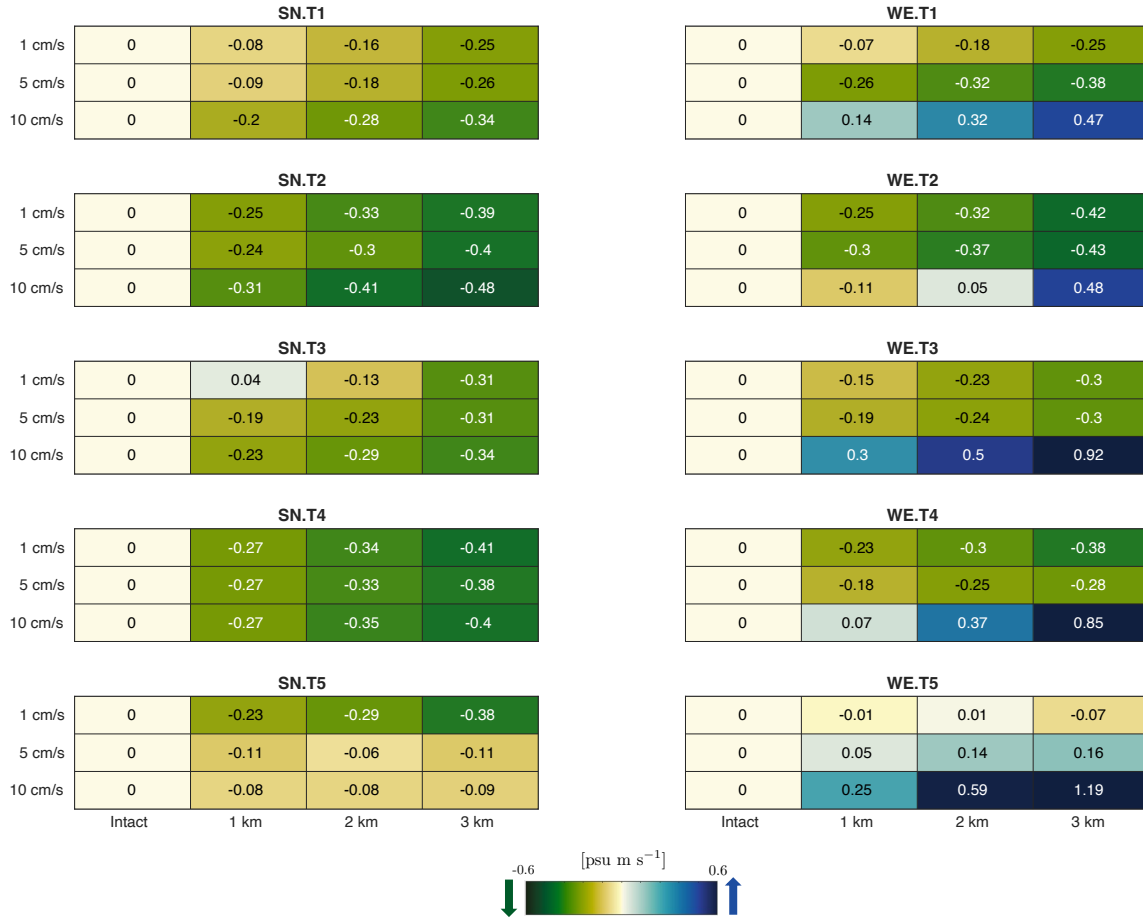 SN.T1 WE.T1
1 cm/s 0 -0.08 -0.16 -0.25 0 -0.07 -0.18 -0.25
5 cm/s 0 -0.09 -0.18 -0.26 0 -0.26 -0.32 -0.38
10 cm/s 0 -0.2 -0.28 -0.34 0 0.14 0.32 0.47
SN.T2 WE.T2
1 cm/s 0 -0.25 -0.33 -0.39 0 -0.25 -0.32 -0.42
5 cm/s 0 -0.24 -0.3 -0.4 0 -0.3 -0.37 -0.43
10 cm/s 0 -0.31 -0.41 -0.48 0 -0.11 0.05 0.48
SN.T3 WE.T3
1 cm/s 0 0.04 -0.13 -0.31 0 -0.15 -0.23 -0.3
5 cm/s 0 -0.19 -0.23 -0.31 0 -0.19 -0.24 -0.3
10 cm/s 0 -0.23 -0.29 -0.34 0 0.3 0.5 0.92
SN.T4 WE.T4
1 cm/s 0 -0.27 -0.34 -0.41 0 -0.23 -0.3 -0.38
5 cm/s 0 -0.27 -0.33 -0.38 0 -0.18 -0.25 -0.28
10 cm/s 0 -0.27 -0.35 -0.4 0 0.07 0.37 0.85
SN.T5 WE.T5
1 cm/s 0 -0.23 -0.29 -0.38 0 -0.01 0.01 -0.07
5 cm/s 0 -0.11 -0.06 -0.11 0 0.05 0.14 0.16
10 cm/s 0 -0.08 -0.08 -0.09 0 0.25 0.59 1.19
Intact 1 km 2 km 3 km Intact 1 km 2 km 3 km
-0.6 [psu m s⁻¹] 0.6